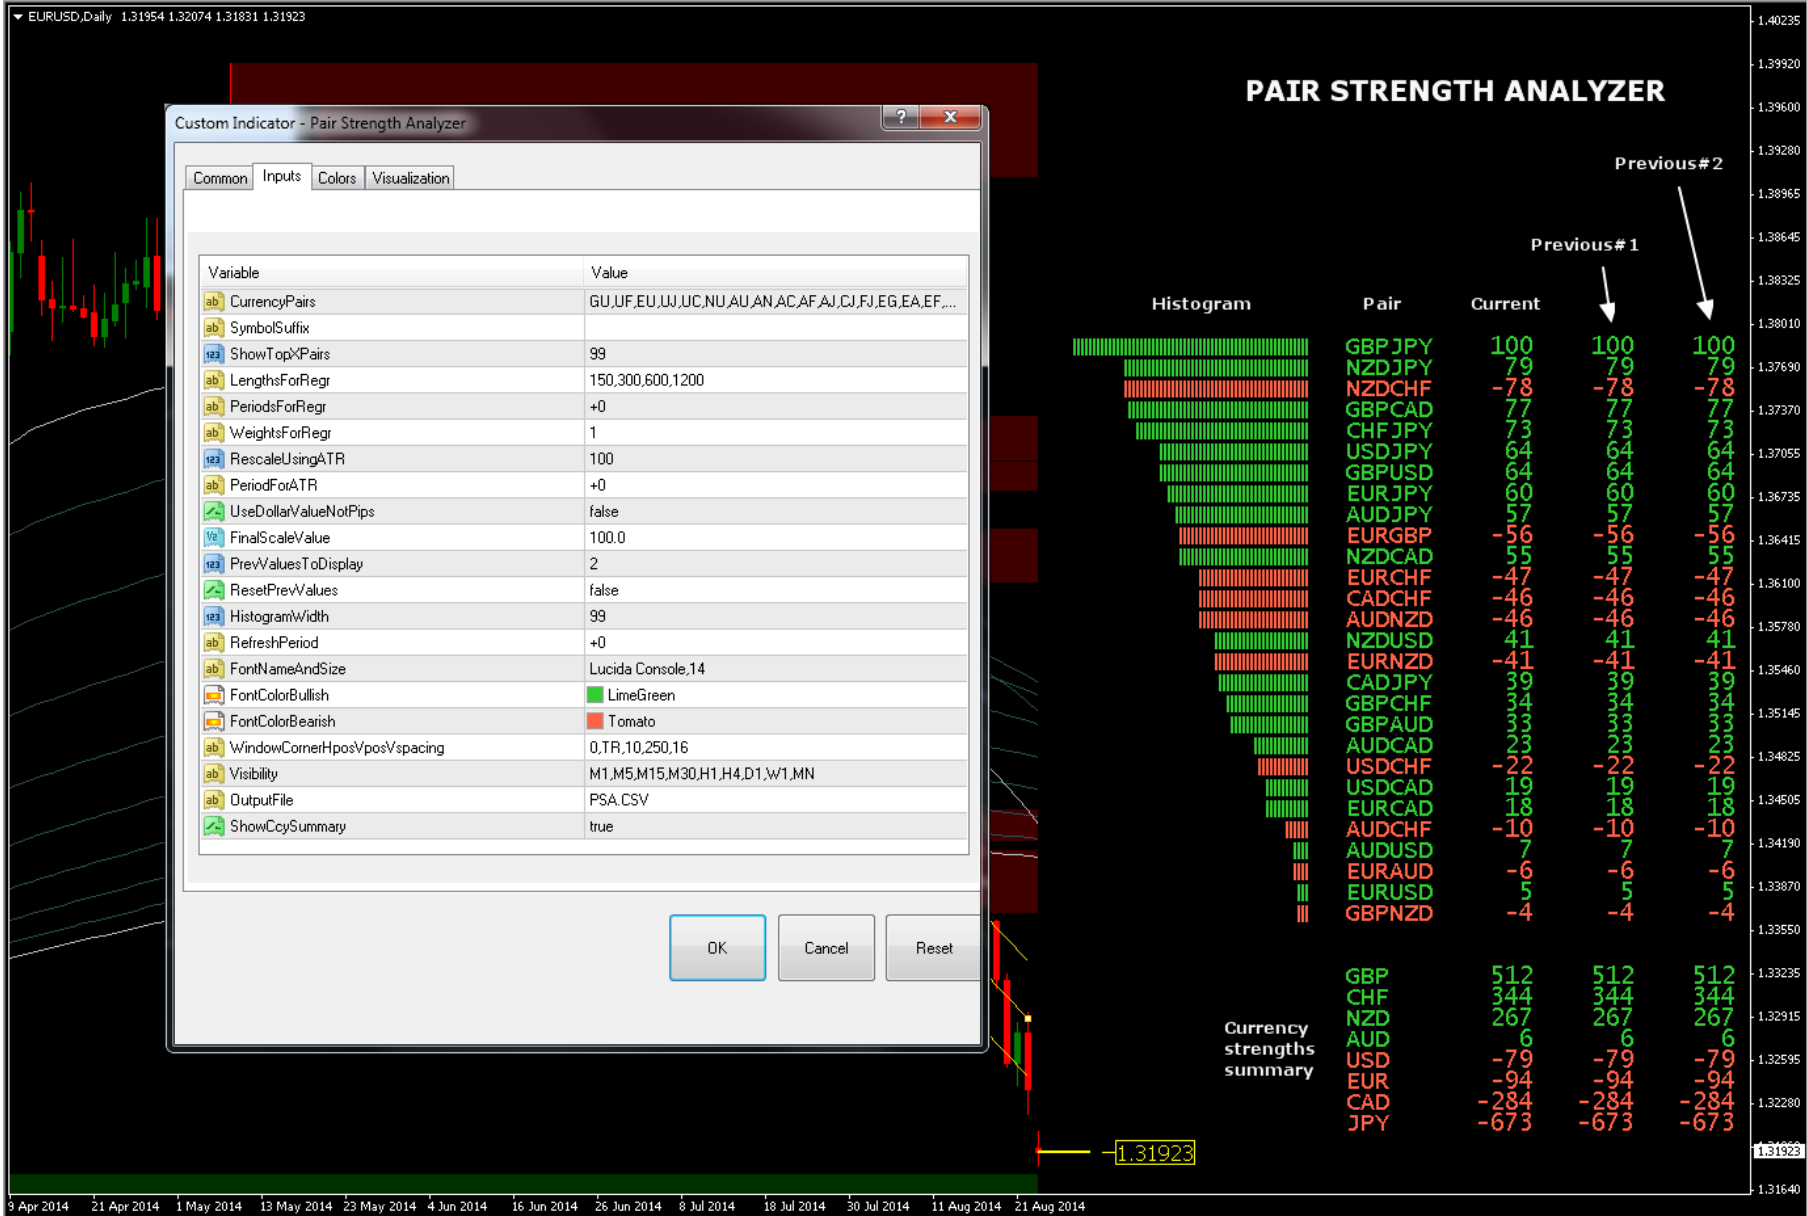 EURUSD,Daily 1.31954 1.32074 1.31831 1.31923
PAIR STRENGTH ANALYZER
Custom Indicator - Pair Strength Analyzer
?
X
Common Inputs Colors Visualization
Variable Value
CurrencyPairs GU,UF,EU,UJ,UC,NU,AU,AN,AC,AF,AJ,CJ,FJ,EG,EA,EF,...
SymbolSuffix
ShowTopXPairs 99
LengthsForRegr 150,300,600,1200
PeriodsForRegr +0
WeightsForRegr 1
RescaleUsingATR 100
PeriodForATR +0
UseDollarValueNotPips false
FinalScaleValue 100.0
PrevValuesToDisplay 2
ResetPrevValues false
HistogramWidth 99
RefreshPeriod +0
FontNameAndSize Lucida Console,14
FontColorBullish LimeGreen
FontColorBearish Tomato
WindowCornerHposVposVspacing 0,TR,10,250,16
Visibility M1,M5,M15,M30,H1,H4,D1,W1,MN
OutputFile PSA.CSV
ShowCcySummary true
OK Cancel Reset
Previous#2
Previous#1
Histogram Pair Current
GBPJPY 100 100 100
NZDJPY 79 79 79
NZDCHF -78 -78 -78
GBPCAD 77 77 77
CHFJPY 73 73 73
USDJPY 64 64 64
GBPUSD 64 64 64
EURJPY 60 60 60
AUDJPY 57 57 57
EURGBP -56 -56 -56
NZDCAD 55 55 55
EURCHF -47 -47 -47
CADCHF -46 -46 -46
AUDNZD -46 -46 -46
NZDUSD 41 41 41
EURNZD -41 -41 -41
CADJPY 39 39 39
GBPCHF 34 34 34
GBPAUD 33 33 33
AUDCAD 23 23 23
USDCHF -22 -22 -22
USDCAD 19 19 19
EURCAD 18 18 18
AUDCHF -10 -10 -10
AUDUSD 7 7 7
EURAUD -6 -6 -6
EURUSD 5 5 5
GBPNZD -4 -4 -4
Currency
strengths
summary
GBP 512 512 512
CHF 344 344 344
NZD 267 267 267
AUD 6 6 6
USD -79 -79 -79
EUR -94 -94 -94
CAD -284 -284 -284
JPY -673 -673 -673
1.31923
1.40235
1.39920
1.39600
1.39280
1.38965
1.38645
1.38325
1.38010
1.37690
1.37370
1.37055
1.36735
1.36415
1.36100
1.35780
1.35460
1.35145
1.34825
1.34505
1.34190
1.33870
1.33550
1.33235
1.32915
1.32595
1.32280
1.31923
1.31640
9 Apr 2014 21 Apr 2014 1 May 2014 13 May 2014 23 May 2014 4 Jun 2014 16 Jun 2014 26 Jun 2014 8 Jul 2014 18 Jul 2014 30 Jul 2014 11 Aug 2014 21 Aug 2014